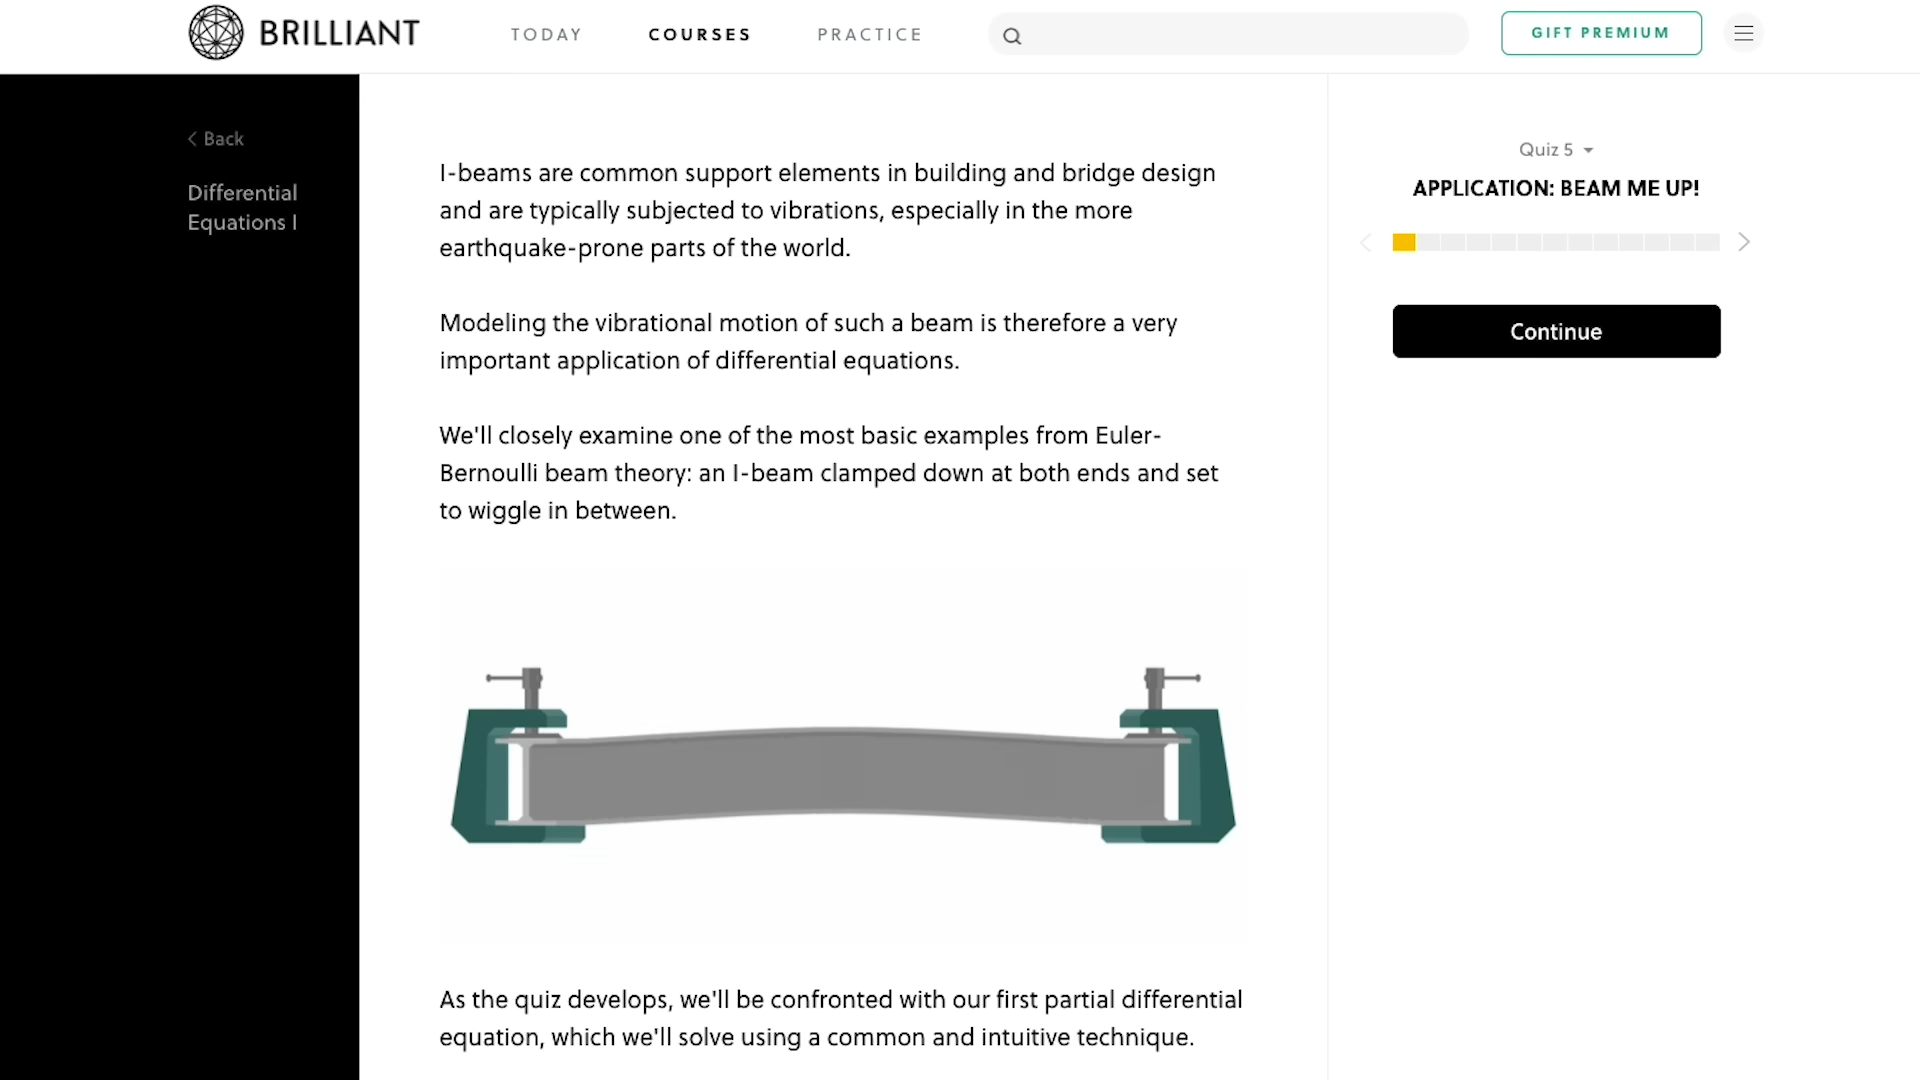 BRILLIANT
TODAY
COURSES
PRACTICE
GIFT PREMIUM
Back
Differential
Equations I
I-beams are common support elements in building and bridge design
and are typically subjected to vibrations, especially in the more
earthquake-prone parts of the world.
Modeling the vibrational motion of such a beam is therefore a very
important application of differential equations.
We'll closely examine one of the most basic examples from Euler-
Bernoulli beam theory: an I-beam clamped down at both ends and set
to wiggle in between.
As the quiz develops, we'll be confronted with our first partial differential
equation, which we'll solve using a common and intuitive technique.
Quiz 5
APPLICATION: BEAM ME UP!
Continue